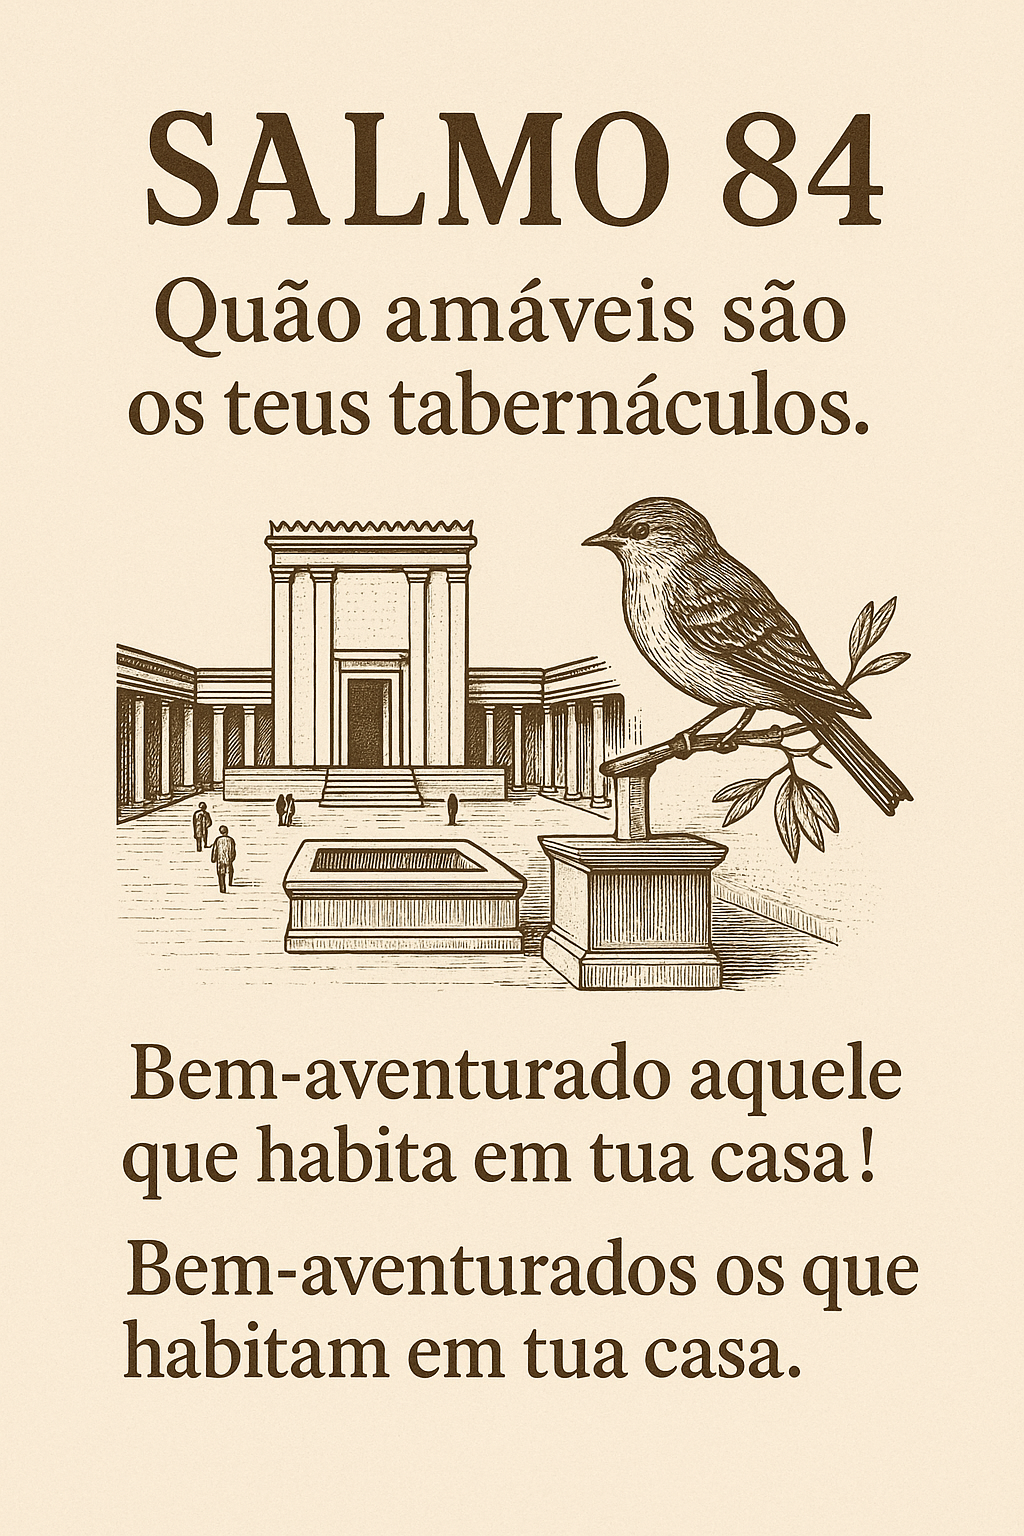 SALMO 84
Quão amáveis são
os teus tabernáculos.
Bem-aventurado aquele
que habita em tua casa!
Bem-aventurados os que
habitam em tua casa.